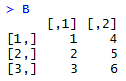 > B
     [,1] [,2]
[1,]    1    4
[2,]    2    5
[3,]    3    6